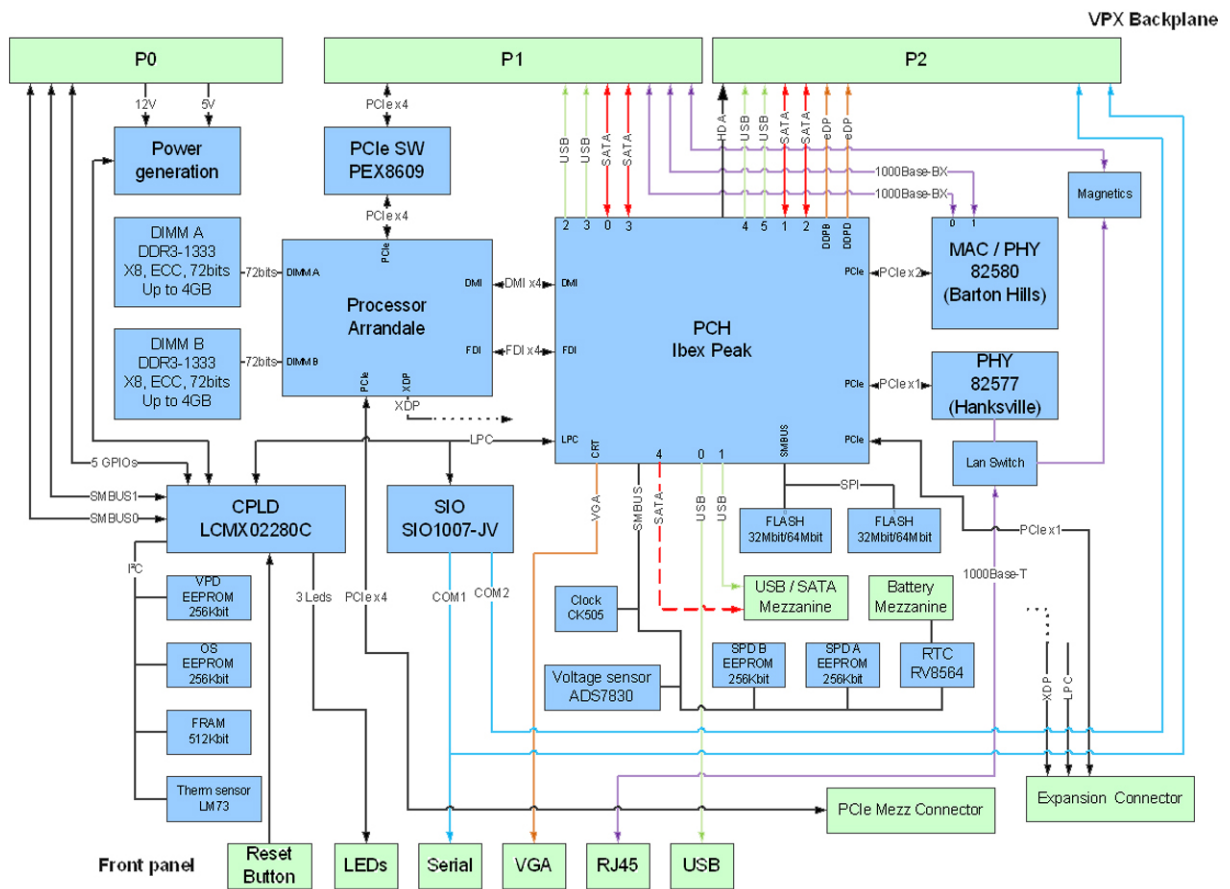 VPX Backplane
P0
P1
P2
12V
5V
PCIe x4
USB
USB
SATA
SATA
HDA
USB
USB
SATA
SATA
eDP
eDP
Power
generation
PCIe SW
PEX8609
1000Base-BX
1000Base-BX
Magnetics
PCIe x4
2
3
0
3
4
5
1
2
DDPB
DDPD
0
1
DIMM A
DDR3-1333
X8, ECC, 72bits
Up to 4GB
72bits
DIMM A
PCIe
DMI
DMI x4
DMI
PCIe
PCIe x2
MAC / PHY
82580
(Barton Hills)
Processor
Arrandale
PCH
Ibex Peak
DIMM B
DDR3-1333
X8, ECC, 72bits
Up to 4GB
72bits
DIMM B
FDI
FDI x4
FDI
PCIe
XDP
XDP
PCIe
PCIe x1
PHY
82577
(Hanksville)
LPC
LPC
CRT
4
0
1
SMBUS
PCIe
Lan Switch
5 GPIOs
SMBUS1
SMBUS0
CPLD
LCMX02280C
SIO
SIO1007-JV
VGA
SMBUS
SATA
USB
USB
SPI
FLASH
32Mbit/64Mbit
FLASH
32Mbit/64Mbit
PCIe x1
1000Base-T
I²C
VPD
EEPROM
256Kbit
3 Leds
PCIe x4
COM1
COM2
Clock
CK505
USB / SATA
Mezzanine
Battery
Mezzanine
OS
EEPROM
256Kbit
Voltage sensor
ADS7830
SPD B
EEPROM
256Kbit
SPD A
EEPROM
256Kbit
RTC
RV8564
XDP
LPC
FRAM
512Kbit
Therm sensor
LM73
PCIe Mezz Connector
Expansion Connector
Front panel
Reset
Button
LEDs
Serial
VGA
RJ45
USB